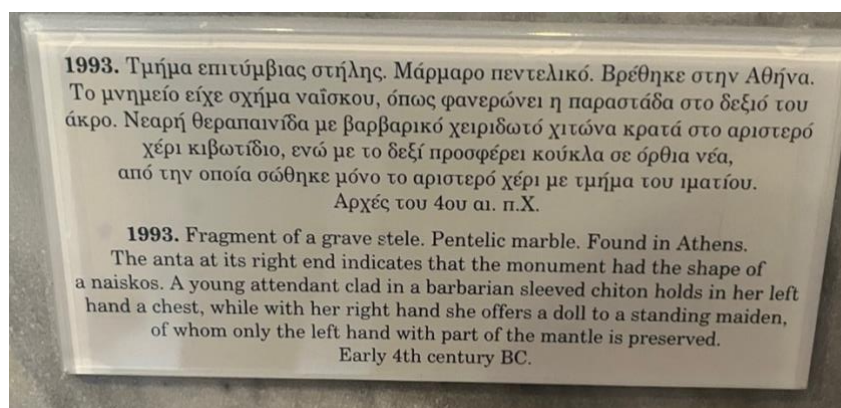 1993. Τμήμα επιτύμβιας στήλης. Μάρμαρο πεντελικό. Βρέθηκε στην Αθήνα.
Το μνημείο είχε σχήμα ναΐσκου, όπως φανερώνει η παραστάδα στο δεξιό του
άκρο. Νεαρή θεραπαινίδα με βαρβαρικό χειριδωτό χιτώνα κρατά στο αριστερό
χέρι κιβωτίδιο, ενώ με το δεξί προσφέρει κούκλα σε όρθια νέα,
από την οποία σώθηκε μόνο το αριστερό χέρι με τμήμα του ιματίου.
Αρχές του 4ου αι. π.Χ.
1993. Fragment of a grave stele. Pentelic marble. Found in Athens.
The anta at its right end indicates that the monument had the shape of
a naiskos. A young attendant clad in a barbarian sleeved chiton holds in her left
hand a chest, while with her right hand she offers a doll to a standing maiden,
of whom only the left hand with part of the mantle is preserved.
Early 4th century BC.